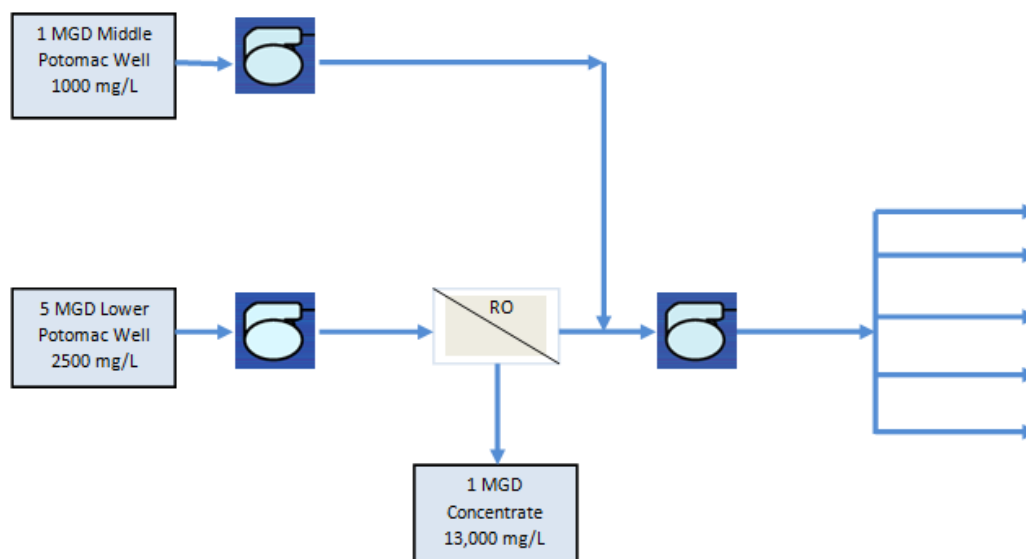 1 MGD Middle
Potomac Well
1000 mg/L
5 MGD Lower
Potomac Well
2500 mg/L
RO
1 MGD
Concentrate
13,000 mg/L